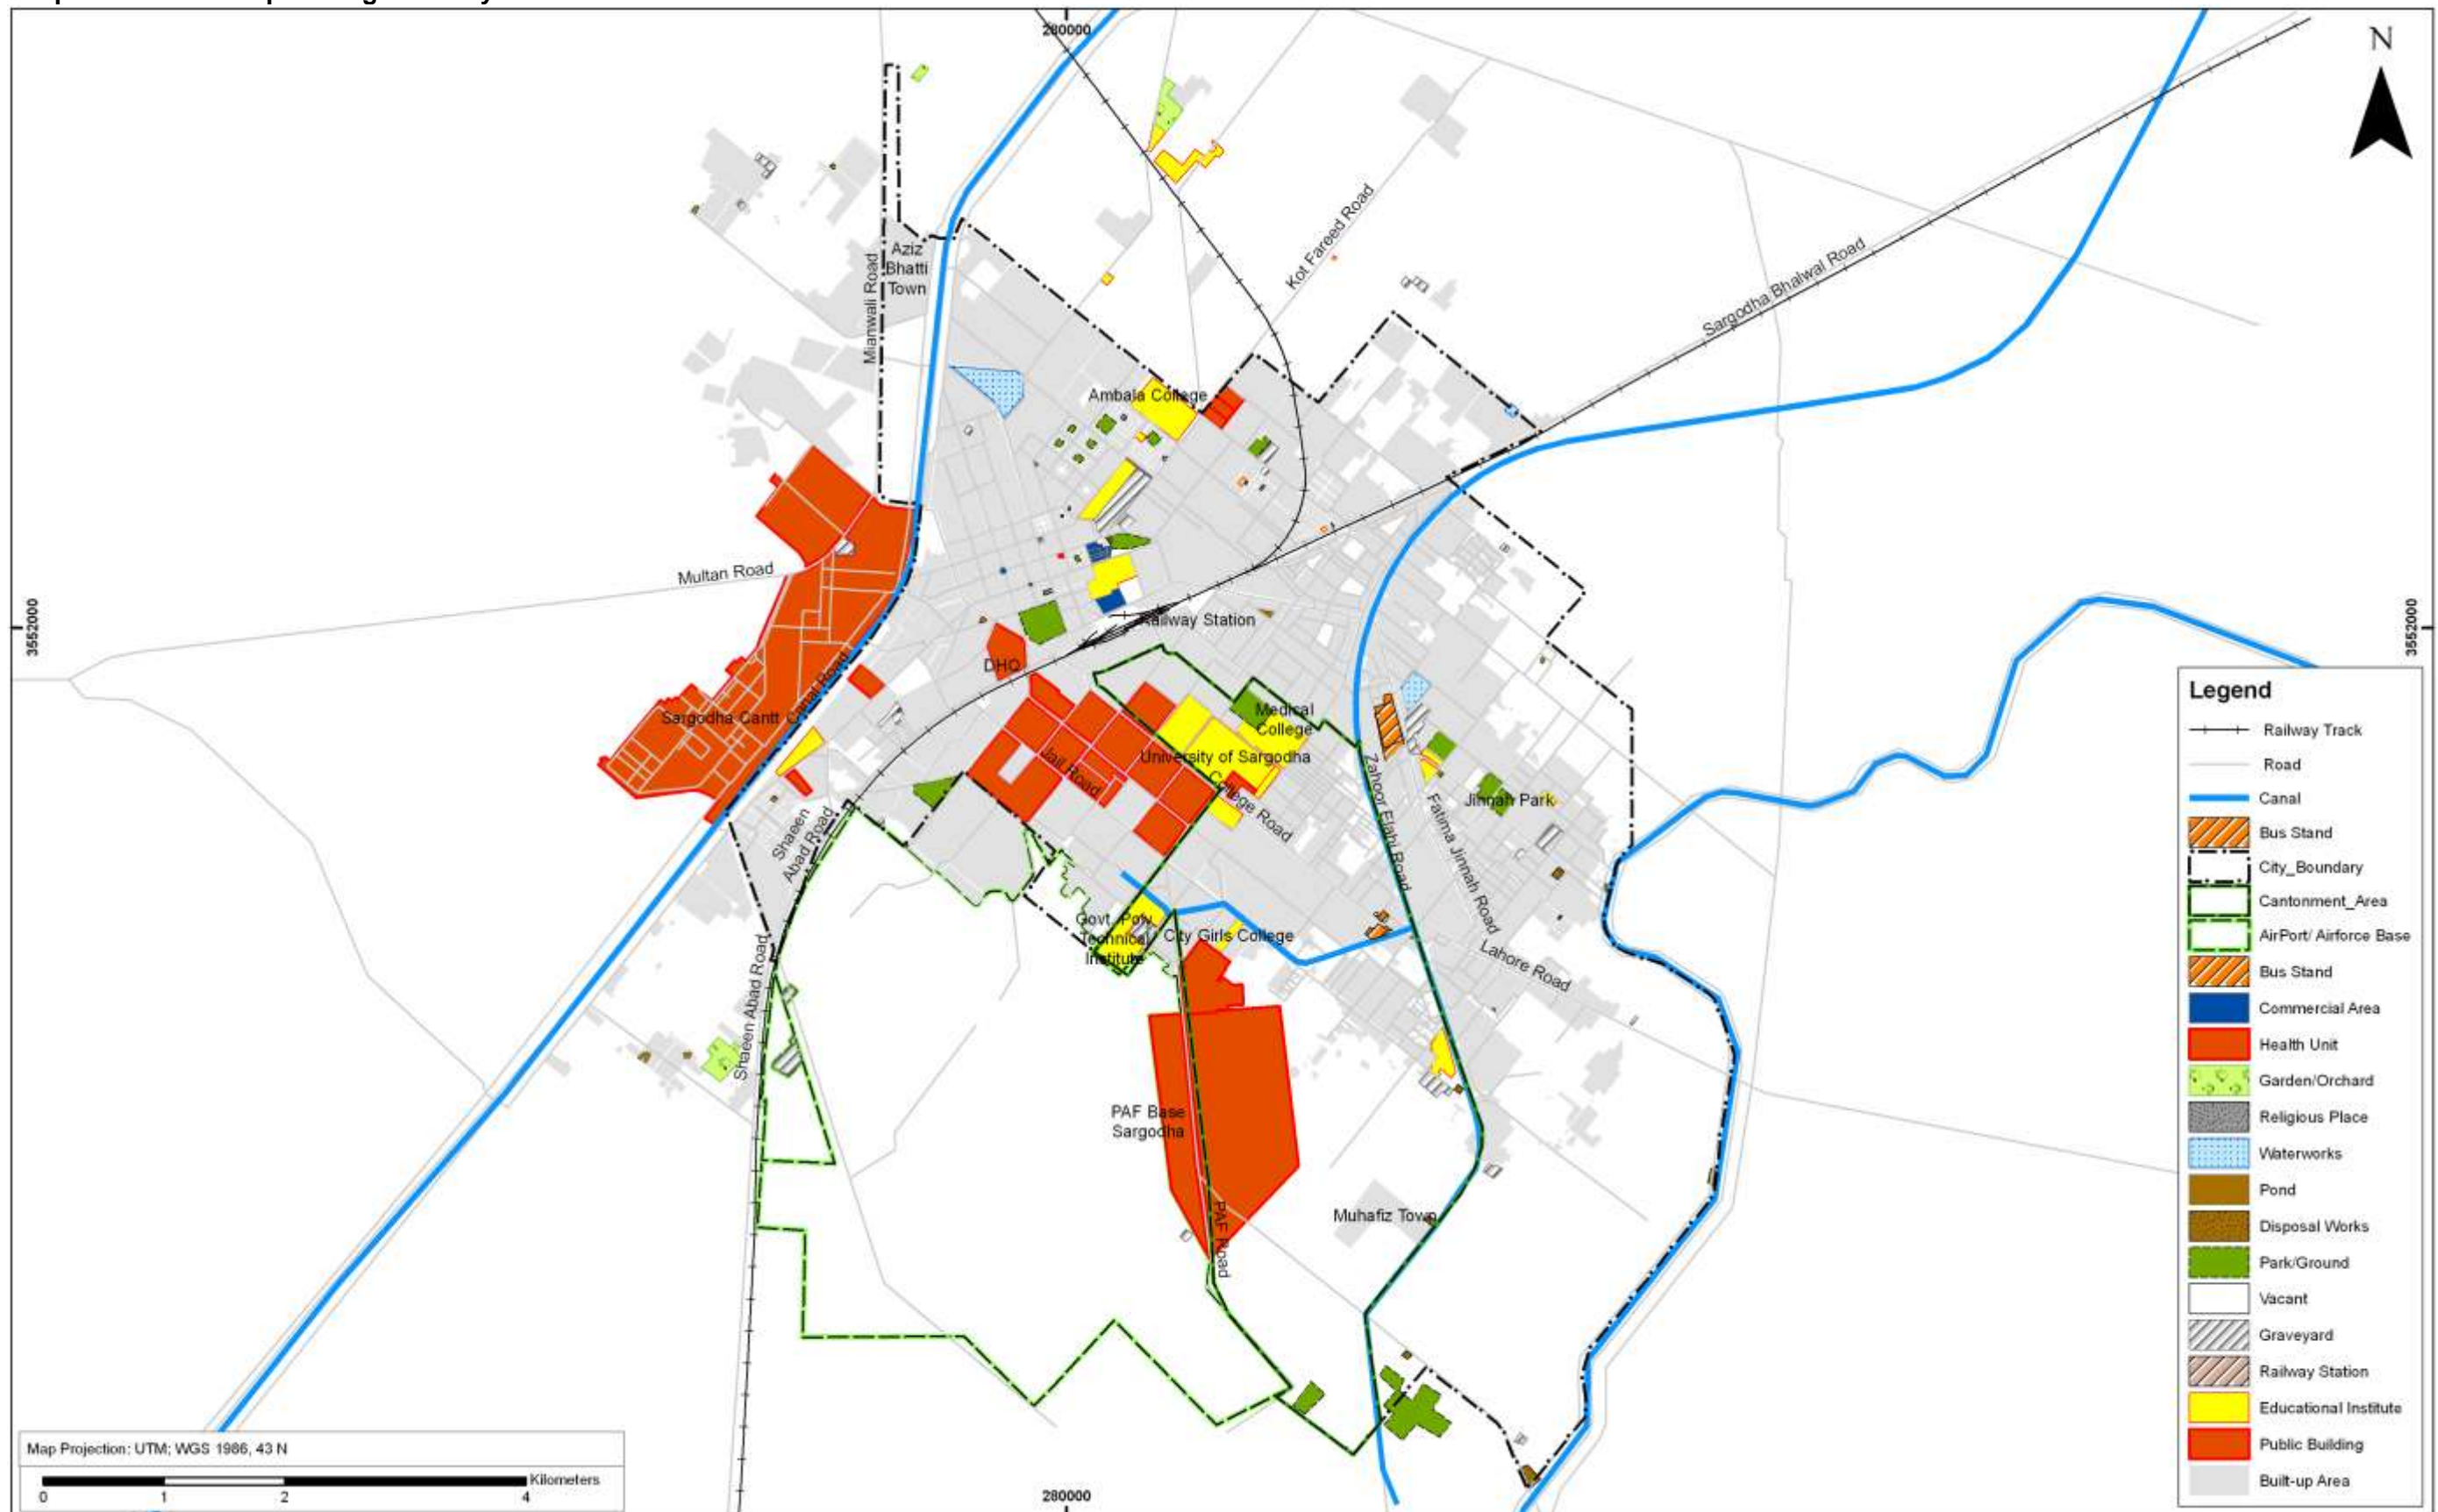 280000
N
Aziz
Bhatti
Town
Mianwali Road
Kot Fareed Road
Sargodha Bhalwal Road
Ambala College
Multan Road
3552000
3552000
Railway Station
DHQ
Canal Road
Sargodha Cantt
Medical
College
University of Sargodha
Jail Road
College Road
Zahoor Elahi Road
Fatima Jinnah Road
Jinnah Park
Shaeen
Abad Road
Govt. Poly
Technical
Institute
City Girls College
Lahore Road
Shaeen Abad Road
PAF Base
Sargodha
PAF Road
Muhafiz Town
Legend
Railway Track
Road
Canal
Bus Stand
City_Boundary
Cantonment_Area
AirPort/ Airforce Base
Bus Stand
Commercial Area
Health Unit
Garden/Orchard
Religious Place
Waterworks
Pond
Disposal Works
Park/Ground
Vacant
Graveyard
Railway Station
Educational Institute
Public Building
Built-up Area
Map Projection: UTM; WGS 1986, 43 N
Kilometers
0 1 2 4
280000